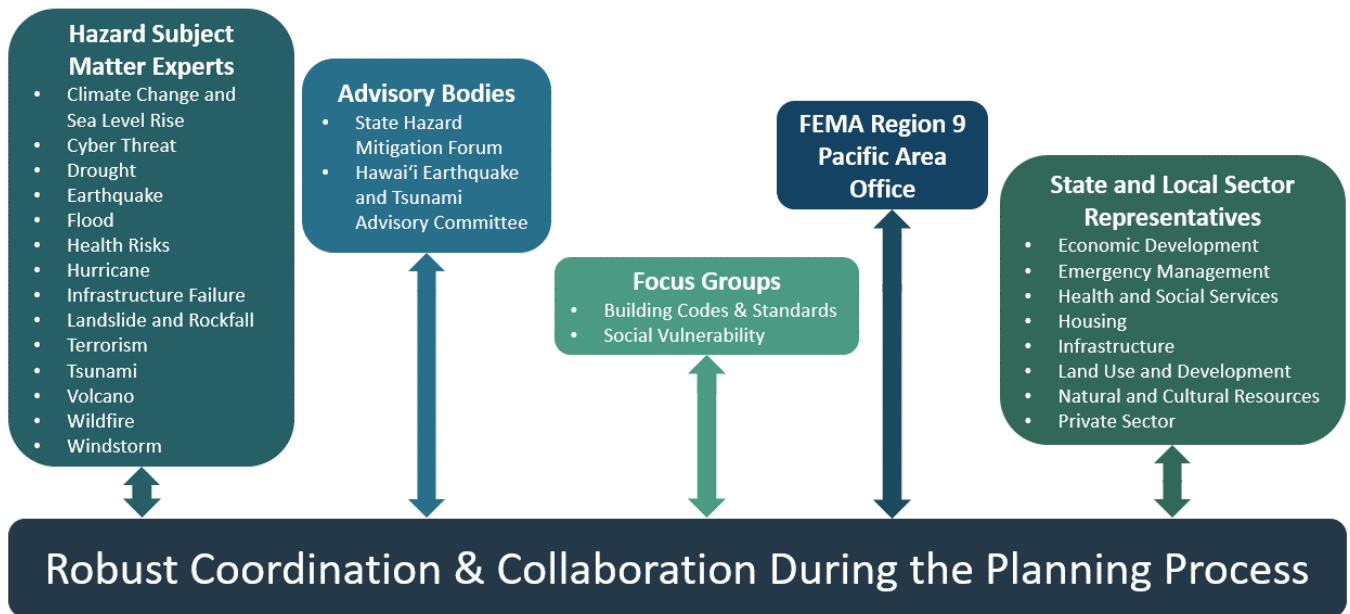 Hazard Subject
Matter Experts
• Climate Change and
Sea Level Rise
• Cyber Threat
• Drought
• Earthquake
• Flood
• Health Risks
• Hurricane
• Infrastructure Failure
• Landslide and Rockfall
• Terrorism
• Tsunami
• Volcano
• Wildfire
• Windstorm
Advisory Bodies
• State Hazard
Mitigation Forum
• Hawaiʻi Earthquake
and Tsunami
Advisory Committee
Focus Groups
• Building Codes & Standards
• Social Vulnerability
FEMA Region 9
Pacific Area
Office
State and Local Sector
Representatives
• Economic Development
• Emergency Management
• Health and Social Services
• Housing
• Infrastructure
• Land Use and Development
• Natural and Cultural Resources
• Private Sector
Robust Coordination & Collaboration During the Planning Process